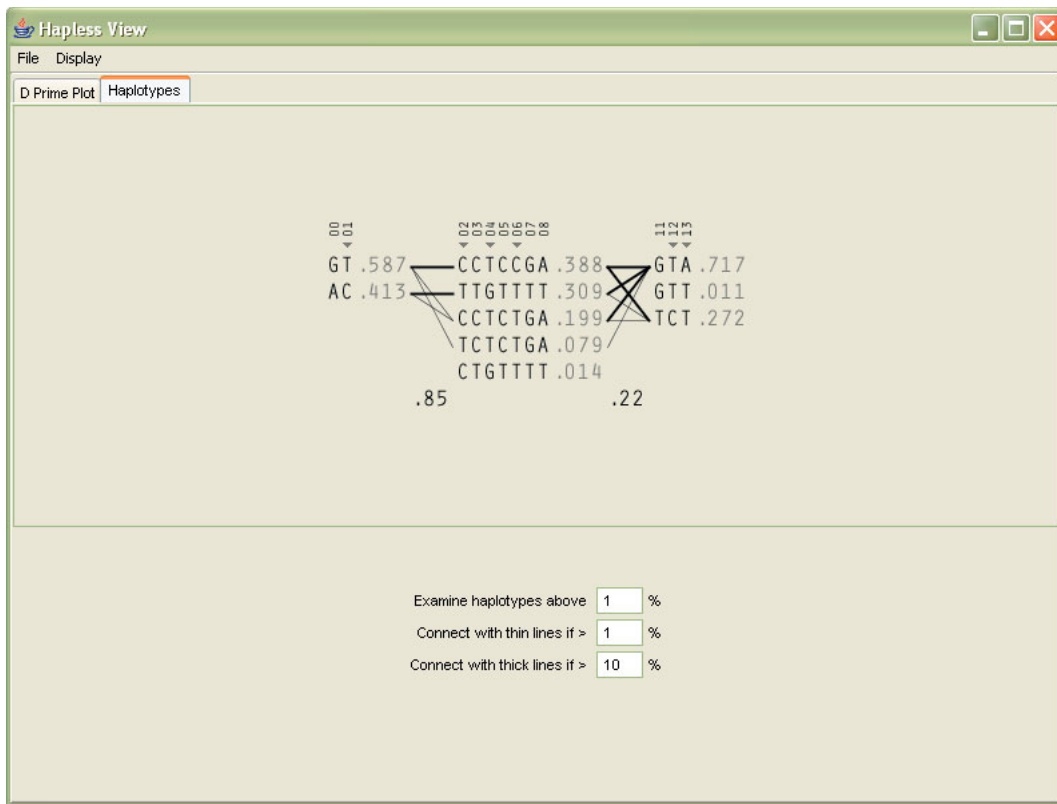 Hapless View
File Display
D Prime Plot Haplotypes
00 01 02 03 04 05 06 07 08 11 12 13
GT .587 CCTCCGA .388 GTA .717
AC .413 TTGTTTT .309 GTT .011
CCTCTGA .199 TCT .272
TCTCTGA .079
CTGTTTT .014
.85 .22
Examine haplotypes above 1 %
Connect with thin lines if > 1 %
Connect with thick lines if > 10 %